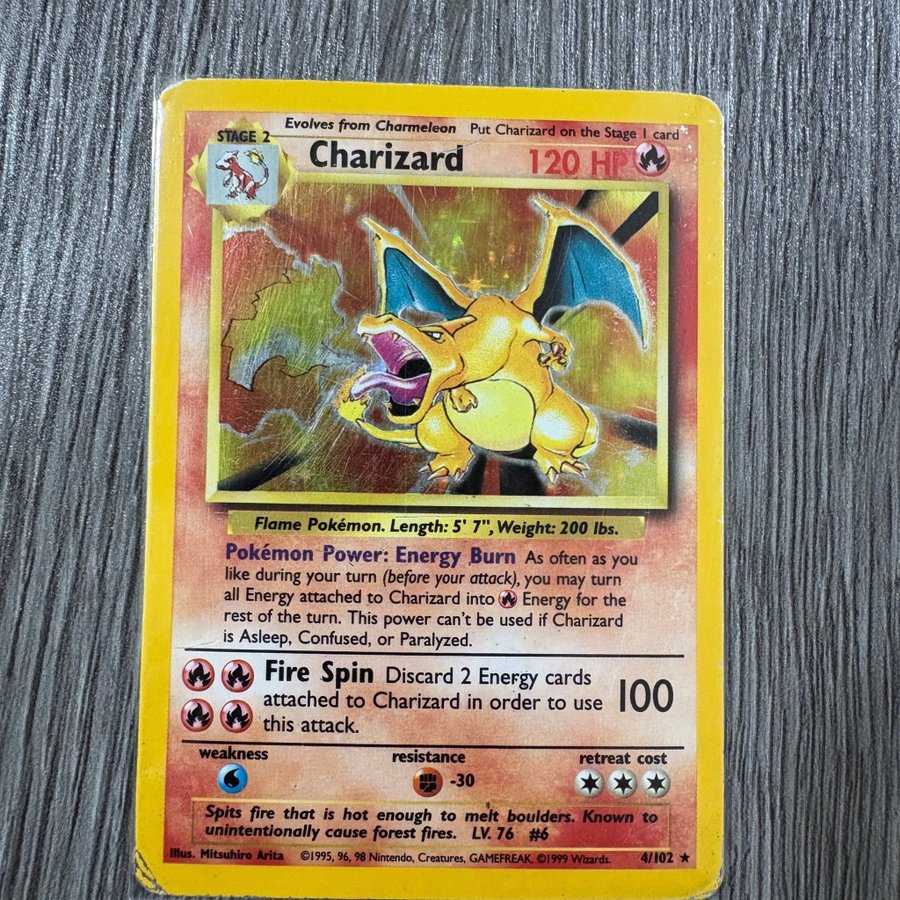 STAGE 2 Evolves from Charmeleon Put Charizard on the Stage 1 card
Charizard 120 HP
Flame Pokémon. Length: 5' 7", Weight: 200 lbs.
Pokémon Power: Energy Burn As often as you
like during your turn (before your attack), you may turn
all Energy attached to Charizard into Energy for the
rest of the turn. This power can't be used if Charizard
is Asleep, Confused, or Paralyzed.
Fire Spin Discard 2 Energy cards
attached to Charizard in order to use 100
this attack.
weakness resistance retreat cost
-30
Spits fire that is hot enough to melt boulders. Known to
unintentionally cause forest fires. LV. 76 #6
Illus. Mitsuhiro Arita ©1995, 96, 98 Nintendo, Creatures, GAMEFREAK. ©1999 Wizards. 4/102 ★